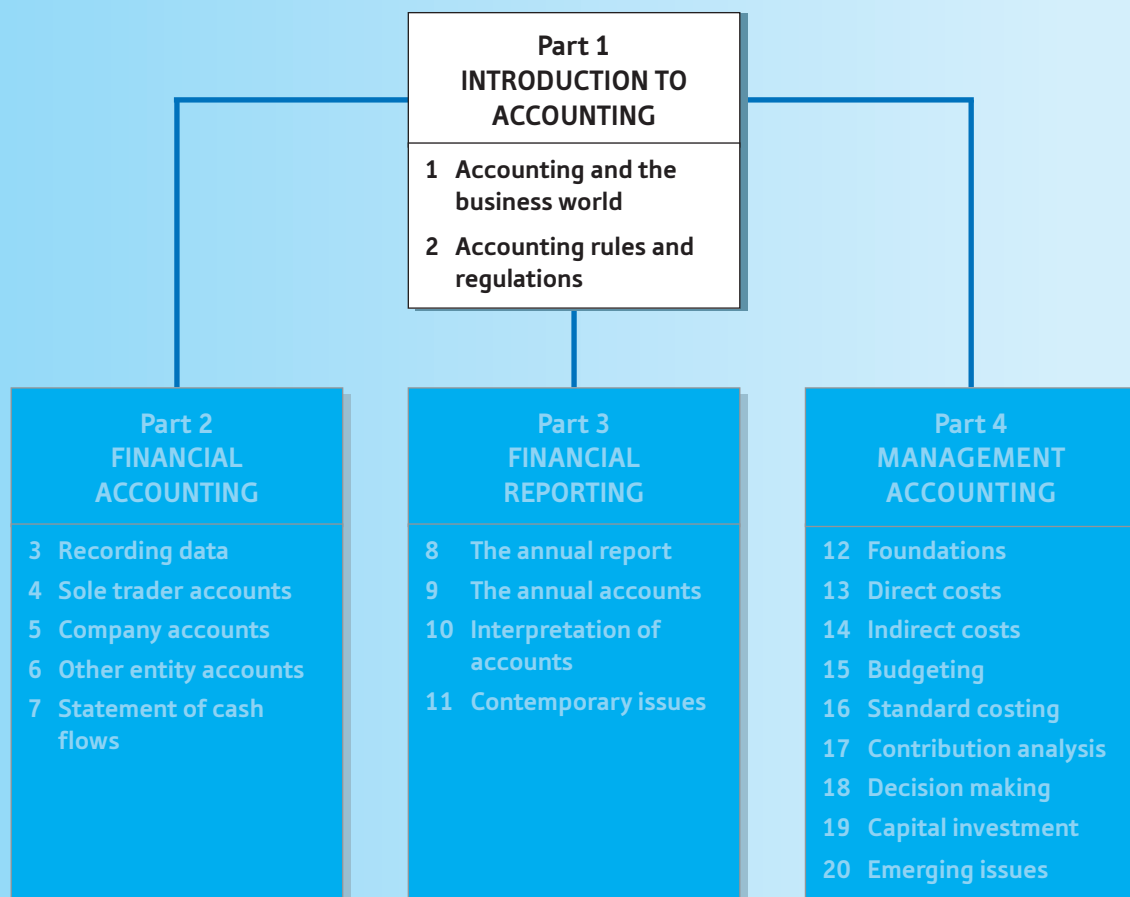 Part 1
INTRODUCTION TO
ACCOUNTING
1 Accounting and the
business world
2 Accounting rules and
regulations
Part 2
FINANCIAL
ACCOUNTING
3 Recording data
4 Sole trader accounts
5 Company accounts
6 Other entity accounts
7 Statement of cash
flows
Part 3
FINANCIAL
REPORTING
8 The annual report
9 The annual accounts
10 Interpretation of
accounts
11 Contemporary issues
Part 4
MANAGEMENT
ACCOUNTING
12 Foundations
13 Direct costs
14 Indirect costs
15 Budgeting
16 Standard costing
17 Contribution analysis
18 Decision making
19 Capital investment
20 Emerging issues